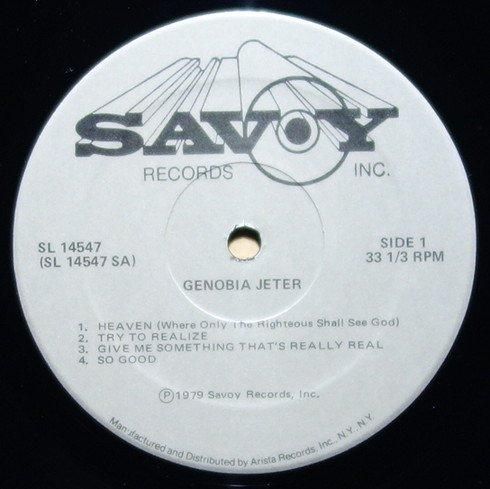 SAVOY
RECORDS INC.
SL 14547
(SL 14547 SA)
SIDE 1
33 1/3 RPM
GENOBIA JETER
1. HEAVEN (Where Only The Righteous Shall See God)
2. TRY TO REALIZE
3. GIVE ME SOMETHING THAT'S REALLY REAL
4. SO GOOD
Ⓟ1979 Savoy Records, Inc.
Manufactured and Distributed by Arista Records, Inc., N.Y., N.Y.